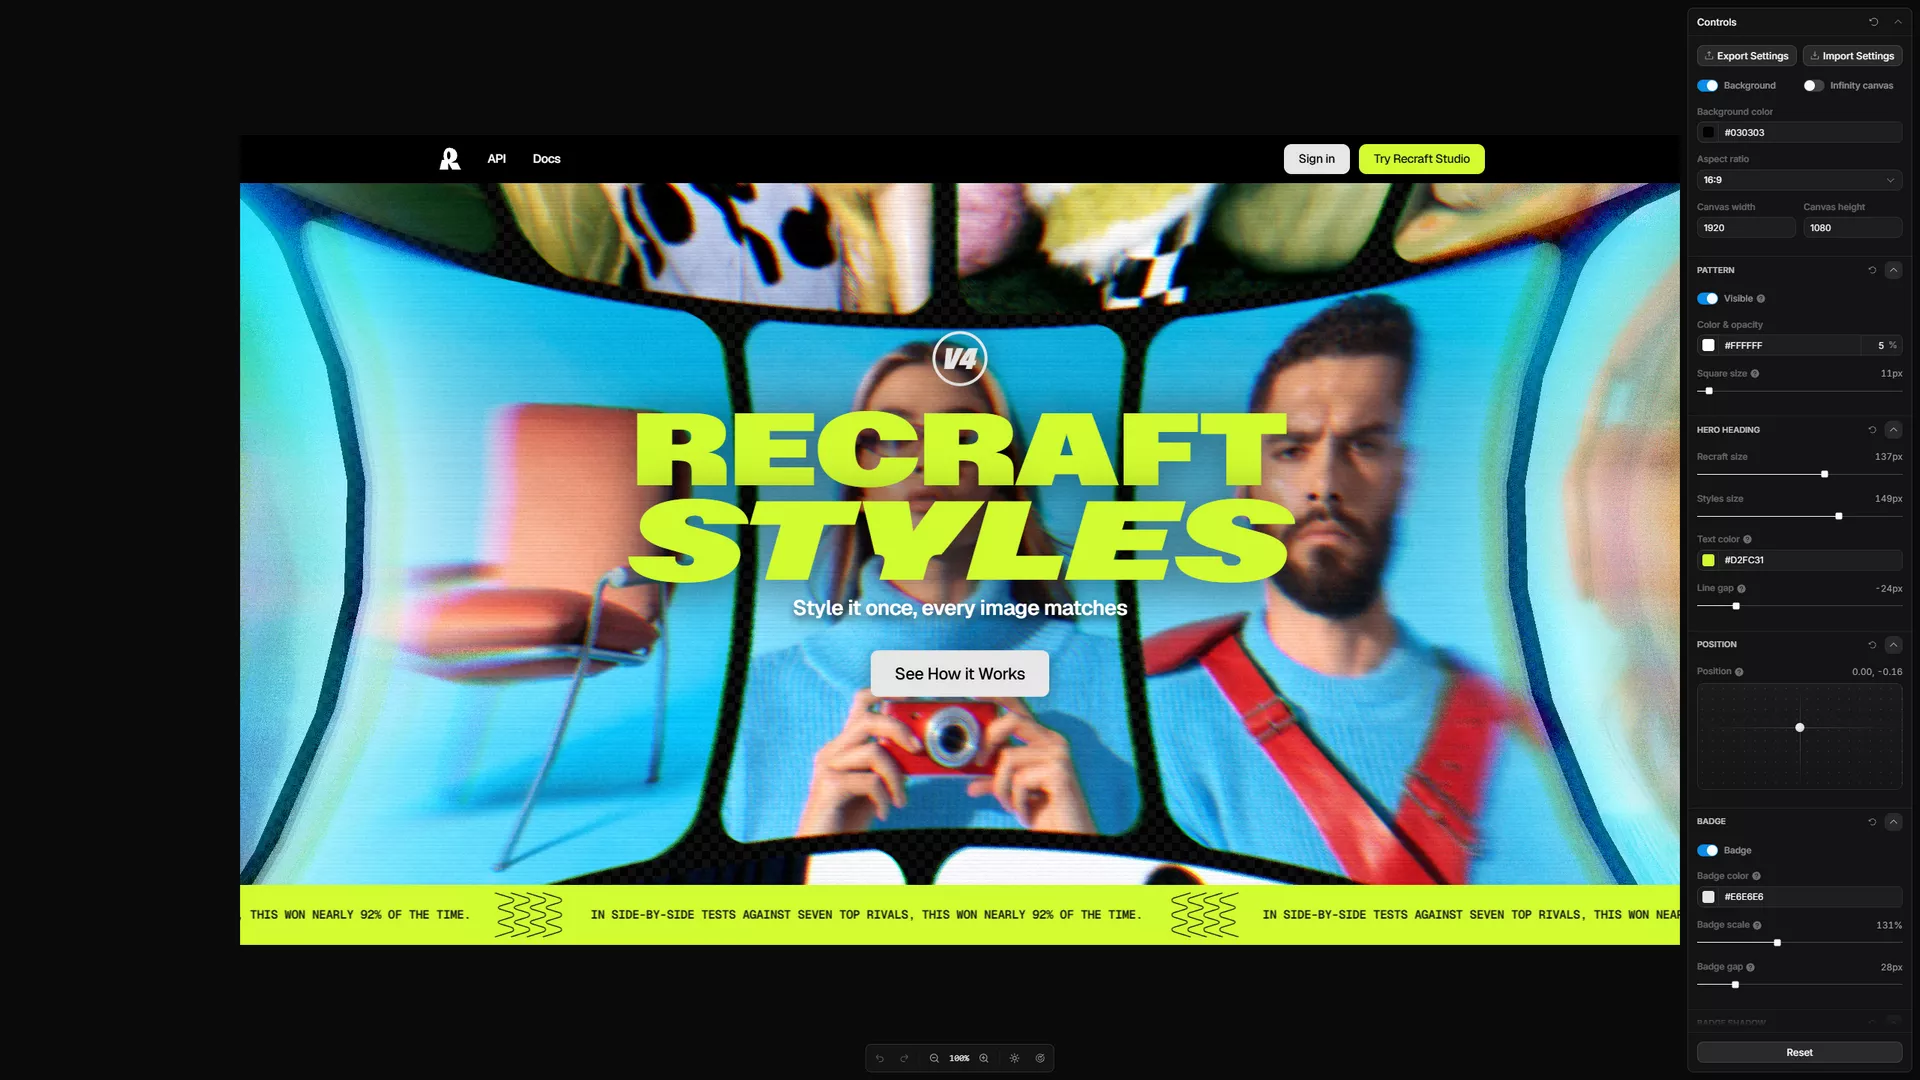 API
Docs
Sign in
Try Recraft Studio
V4
RECRAFT
STYLES
Style it once, every image matches
See How it Works
THIS WON NEARLY 92% OF THE TIME.
IN SIDE-BY-SIDE TESTS AGAINST SEVEN TOP RIVALS, THIS WON NEARLY 92% OF THE TIME.
IN SIDE-BY-SIDE TESTS AGAINST SEVEN TOP RIVALS, THIS WON NEAR
100%
Controls
Export Settings
Import Settings
Background
Infinity canvas
Background color
#030303
Aspect ratio
16:9
Canvas width
Canvas height
1920
1080
PATTERN
Visible
Color & opacity
#FFFFFF
5 %
Square size
11px
HERO HEADING
Recraft size
137px
Styles size
149px
Text color
#D2FC31
Line gap
-24px
POSITION
Position
0.00, -0.16
BADGE
Badge
Badge color
#E6E6E6
Badge scale
131%
Badge gap
28px
BADGE SHADOW
Reset